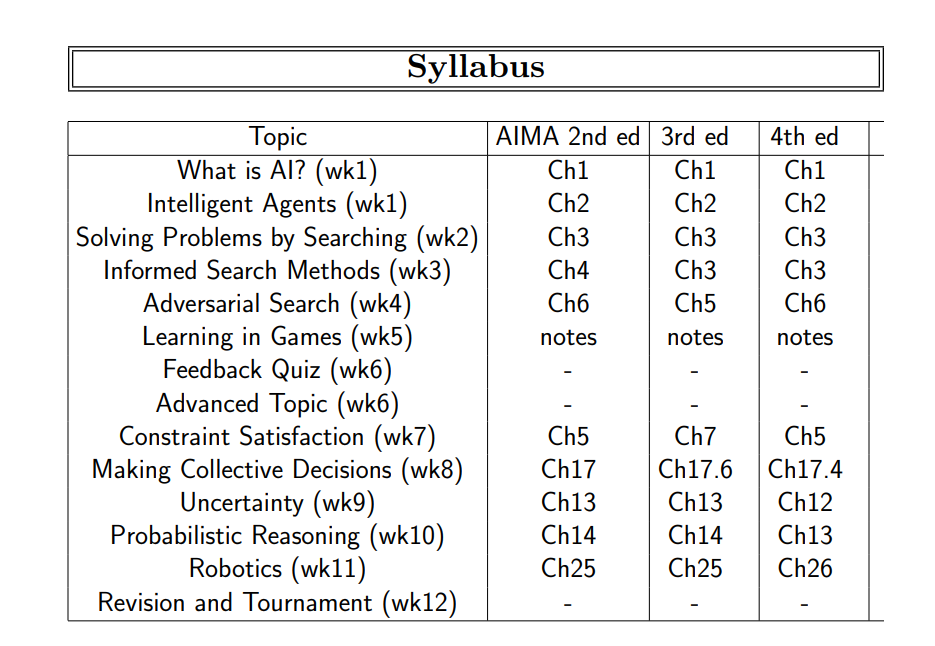 Syllabus
Topic AIMA 2nd ed 3rd ed 4th ed
What is AI? (wk1) Ch1 Ch1 Ch1
Intelligent Agents (wk1) Ch2 Ch2 Ch2
Solving Problems by Searching (wk2) Ch3 Ch3 Ch3
Informed Search Methods (wk3) Ch4 Ch3 Ch3
Adversarial Search (wk4) Ch6 Ch5 Ch6
Learning in Games (wk5) notes notes notes
Feedback Quiz (wk6) - - -
Advanced Topic (wk6) - - -
Constraint Satisfaction (wk7) Ch5 Ch7 Ch5
Making Collective Decisions (wk8) Ch17 Ch17.6 Ch17.4
Uncertainty (wk9) Ch13 Ch13 Ch12
Probabilistic Reasoning (wk10) Ch14 Ch14 Ch13
Robotics (wk11) Ch25 Ch25 Ch26
Revision and Tournament (wk12) - - -